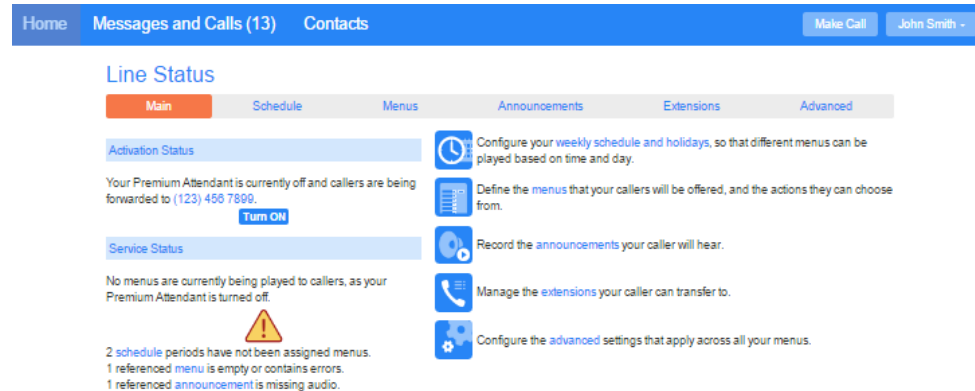 Home Messages and Calls (13) Contacts Make Call John Smith -
Line Status
Main Schedule Menus Announcements Extensions Advanced
Activation Status
Your Premium Attendant is currently off and callers are being
forwarded to (123) 456 7899.
Turn ON
Service Status
No menus are currently being played to callers, as your
Premium Attendant is turned off.
2 schedule periods have not been assigned menus.
1 referenced menu is empty or contains errors.
1 referenced announcement is missing audio.
Configure your weekly schedule and holidays, so that different menus can be
played based on time and day.
Define the menus that your callers will be offered, and the actions they can choose
from.
Record the announcements your caller will hear.
Manage the extensions your caller can transfer to.
Configure the advanced settings that apply across all your menus.